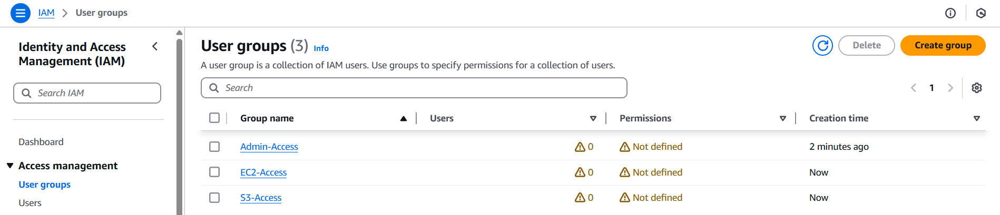 IAM > User groups
Identity and Access
Management (IAM)
Search IAM
Dashboard
Access management
User groups
Users
User groups (3) Info
Delete
Create group
A user group is a collection of IAM users. Use groups to specify permissions for a collection of users.
Search
1
Group name Users Permissions Creation time
Admin-Access 0 Not defined 2 minutes ago
EC2-Access 0 Not defined Now
S3-Access 0 Not defined Now